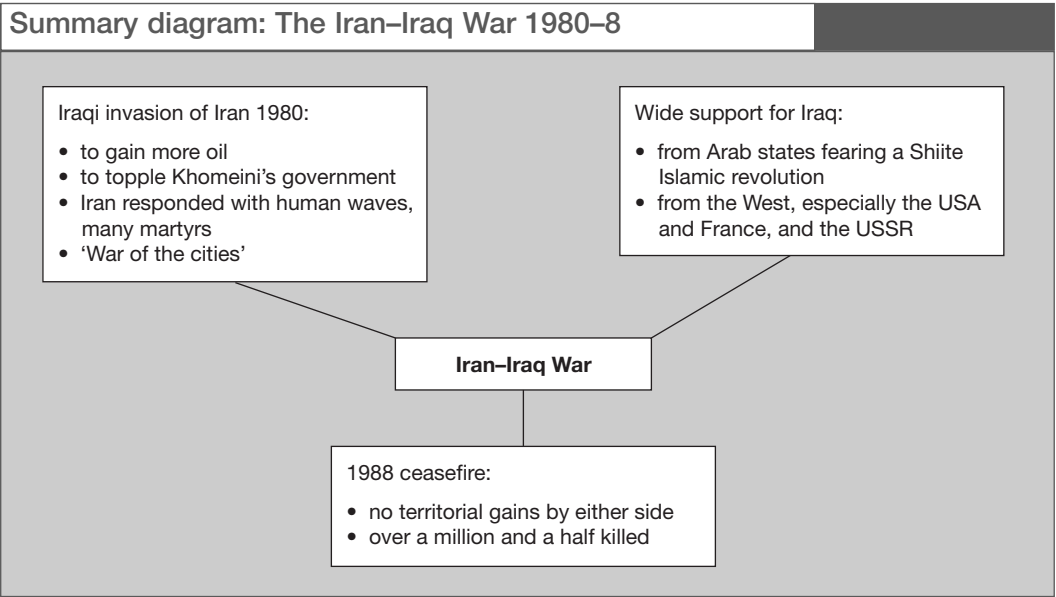 Summary diagram: The Iran–Iraq War 1980–8
Iraqi invasion of Iran 1980:
• to gain more oil
• to topple Khomeini’s government
• Iran responded with human waves,
many martyrs
• ‘War of the cities’
Wide support for Iraq:
• from Arab states fearing a Shiite
Islamic revolution
• from the West, especially the USA
and France, and the USSR
Iran–Iraq War
1988 ceasefire:
• no territorial gains by either side
• over a million and a half killed